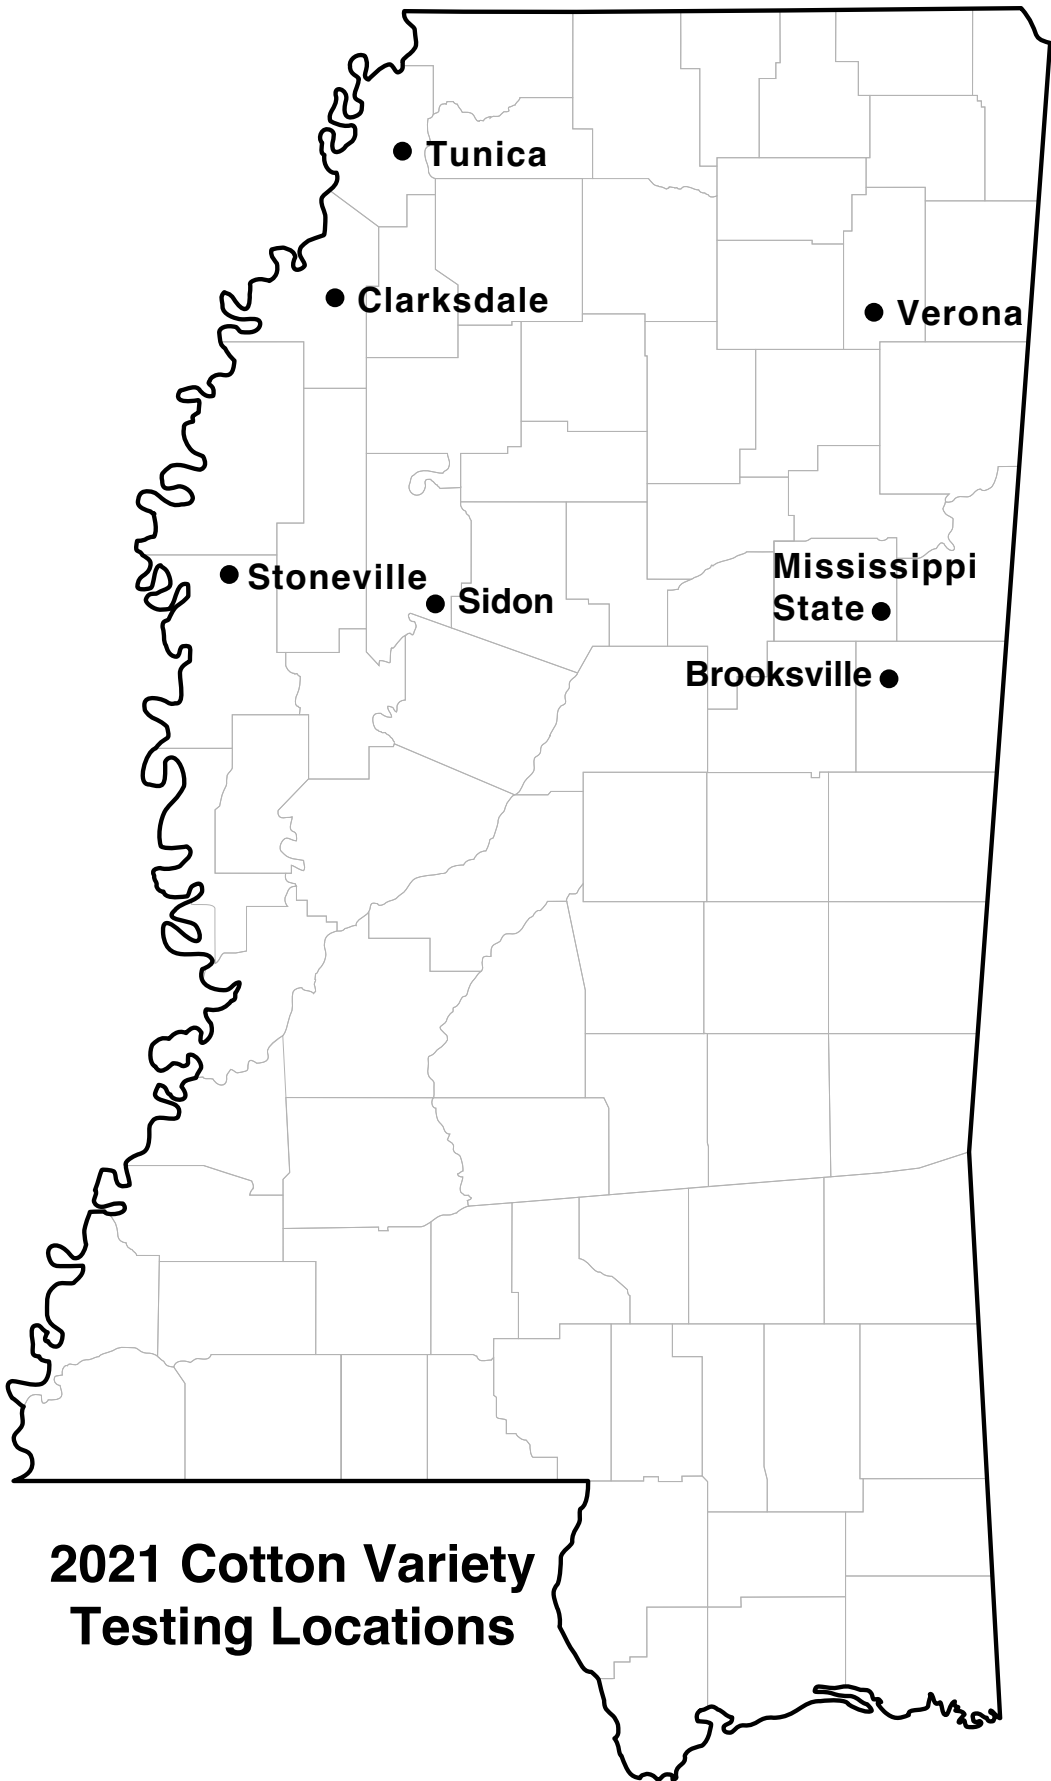 Tunica
Clarksdale
Verona
Stoneville
Sidon
Mississippi
State
Brooksville
2021 Cotton Variety
Testing Locations